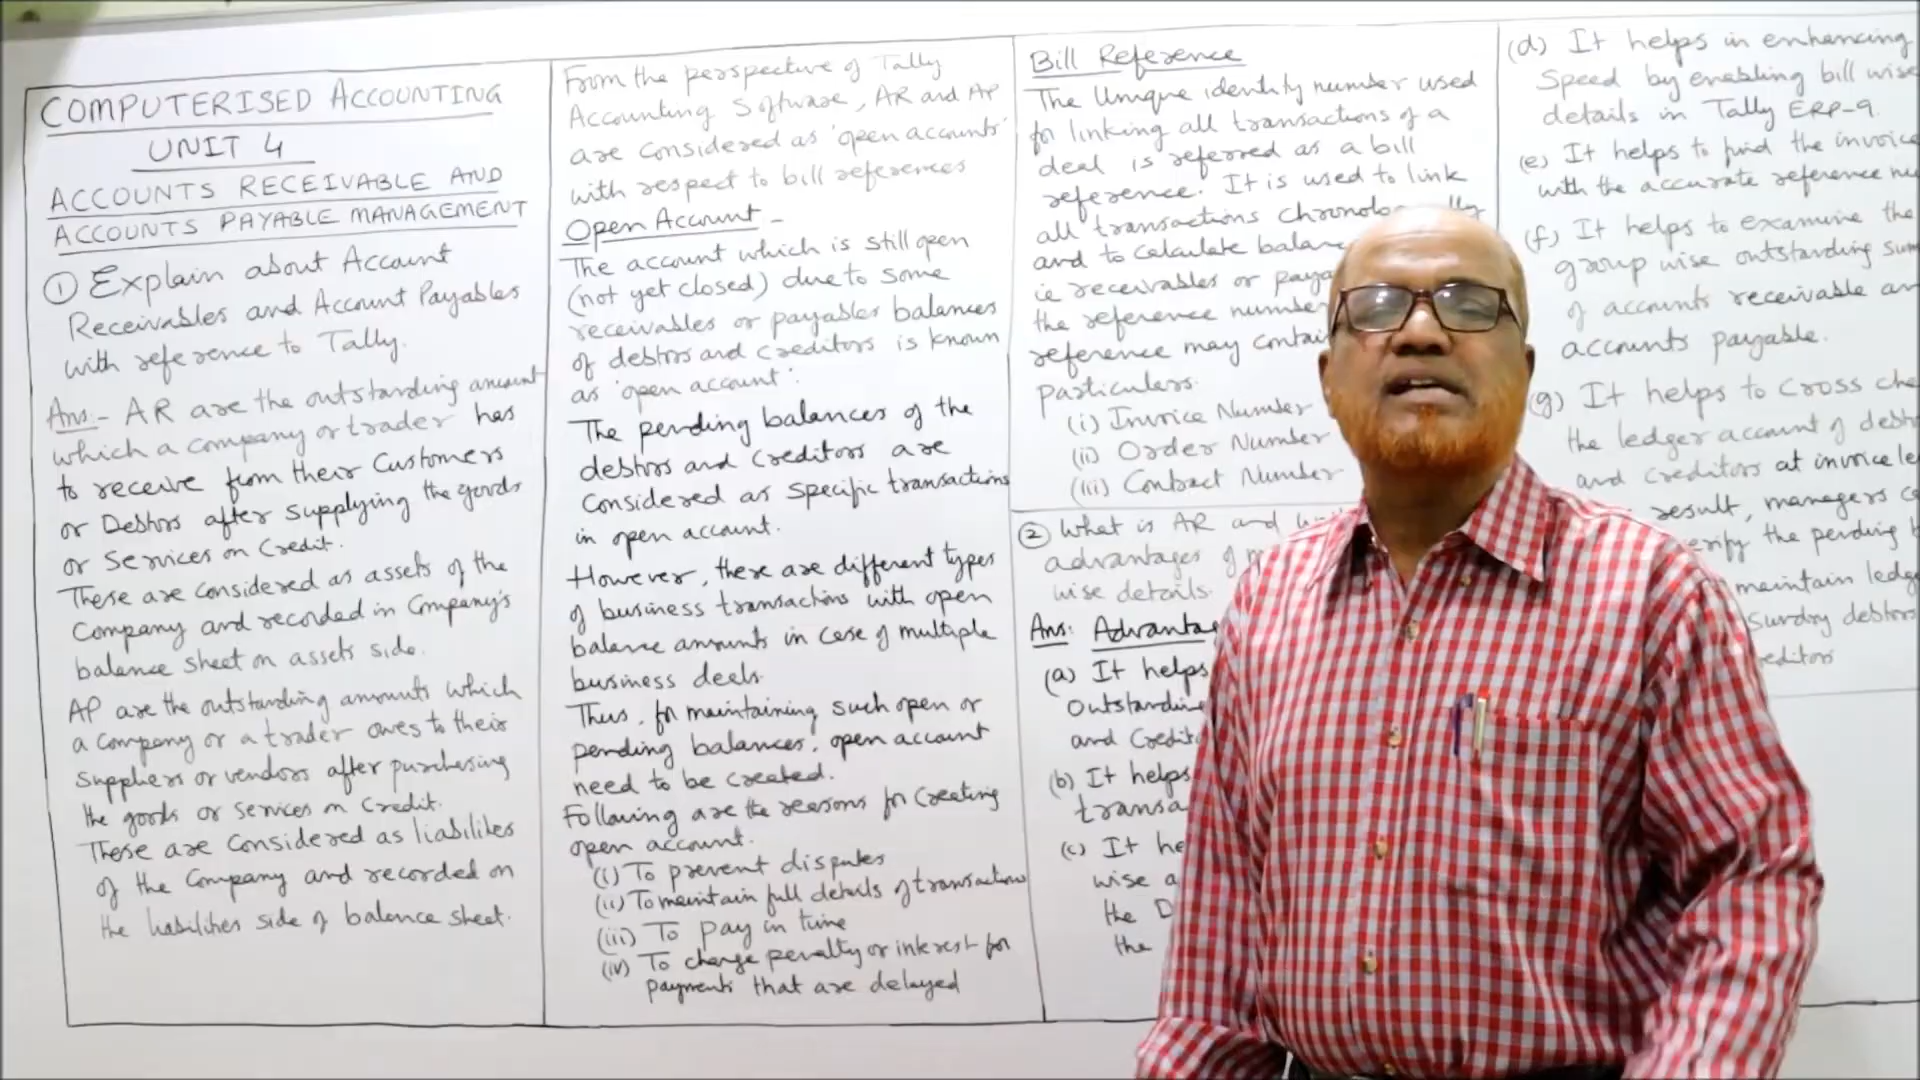 COMPUTERISED ACCOUNTING
UNIT 4
ACCOUNTS RECEIVABLE AND
ACCOUNTS PAYABLE MANAGEMENT
① Explain about Account
Receivables and Account Payables
with reference to Tally.
Ans:- AR are the outstanding amount
which a company or trader has
to receive from their Customers
or Debtors after supplying the goods
or Services on Credit.
These are considered as assets of the
Company and recorded in Company's
balance sheet on assets side.
AP are the outstanding amounts which
a company or a trader owes to their
suppliers or vendors after purchasing
the goods or services on credit.
These are considered as liabilities
of the Company and recorded on
the liabilities side of balance sheet.
From the perspective of Tally
Accounting Software, AR and AP
are considered as 'open accounts'
with respect to bill references
Open Account -
The account which is still open
(not yet closed) due to some
receivables or payables balances
of debtors and creditors is known
as 'open account'.
The pending balances of the
debtors and creditors are
Considered as specific transactions
in open account.
However, there are different types
of business transactions with open
balance amounts in case of multiple
business deals.
Thus, for maintaining such open or
pending balances, open account
need to be created.
Following are the reasons for creating
open account.
(i) To prevent disputes
(ii) To maintain full details of transactions
(iii) To pay in time
(iv) To charge penalty or interest for
payments that are delayed
Bill Reference
The Unique identity number used
for linking all transactions of a
deal is referred as a bill
reference. It is used to link
all transactions
and to calculate
ie receivables or
the reference number
reference may
Particulars.
(i) Invoice Number
(ii) Order Number
(iii) Contract Number
② What is AR and
advantages of
wise details.
Ans:
(a) It helps
and
(b) It helps
(c) It
wise
the
the
(d) It helps in enhancing
Speed by enabling bill wise
details in Tally ERP-9.
(e) It helps to find the invoice
with the accurate reference
(f) It helps to examine the
group wise outstanding
of accounts receivable
accounts payable.
(g) It helps to cross
the ledger account of
and creditors at invoice
result, managers
the pending
maintain
Sundry debtors